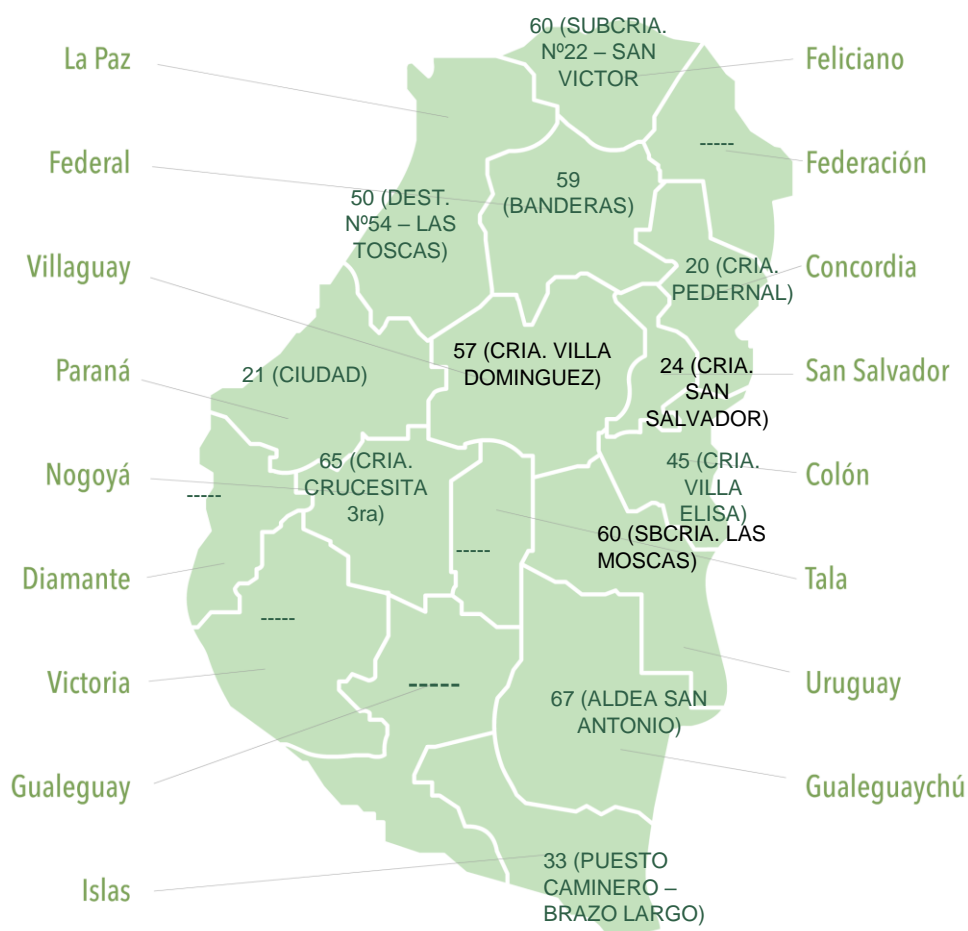 60 (SUBCRIA.
Nº22 – SAN
VICTOR
La Paz
Feliciano
-----
Federal
Federación
59
(BANDERAS)
50 (DEST.
Nº54 – LAS
TOSCAS)
Villaguay
20 (CRIA.
PEDERNAL)
Concordia
57 (CRIA. VILLA
DOMINGUEZ)
24 (CRIA.
SAN
SALVADOR)
Paraná
21 (CIUDAD)
San Salvador
65 (CRIA.
CRUCESITA
3ra)
45 (CRIA.
VILLA
ELISA)
Nogoyá
Colón
-----
60 (SBCRIA. LAS
MOSCAS)
-----
Diamante
Tala
-----
Victoria
-----
Uruguay
67 (ALDEA SAN
ANTONIO)
Gualeguay
Gualeguaychú
33 (PUESTO
CAMINERO –
BRAZO LARGO)
Islas